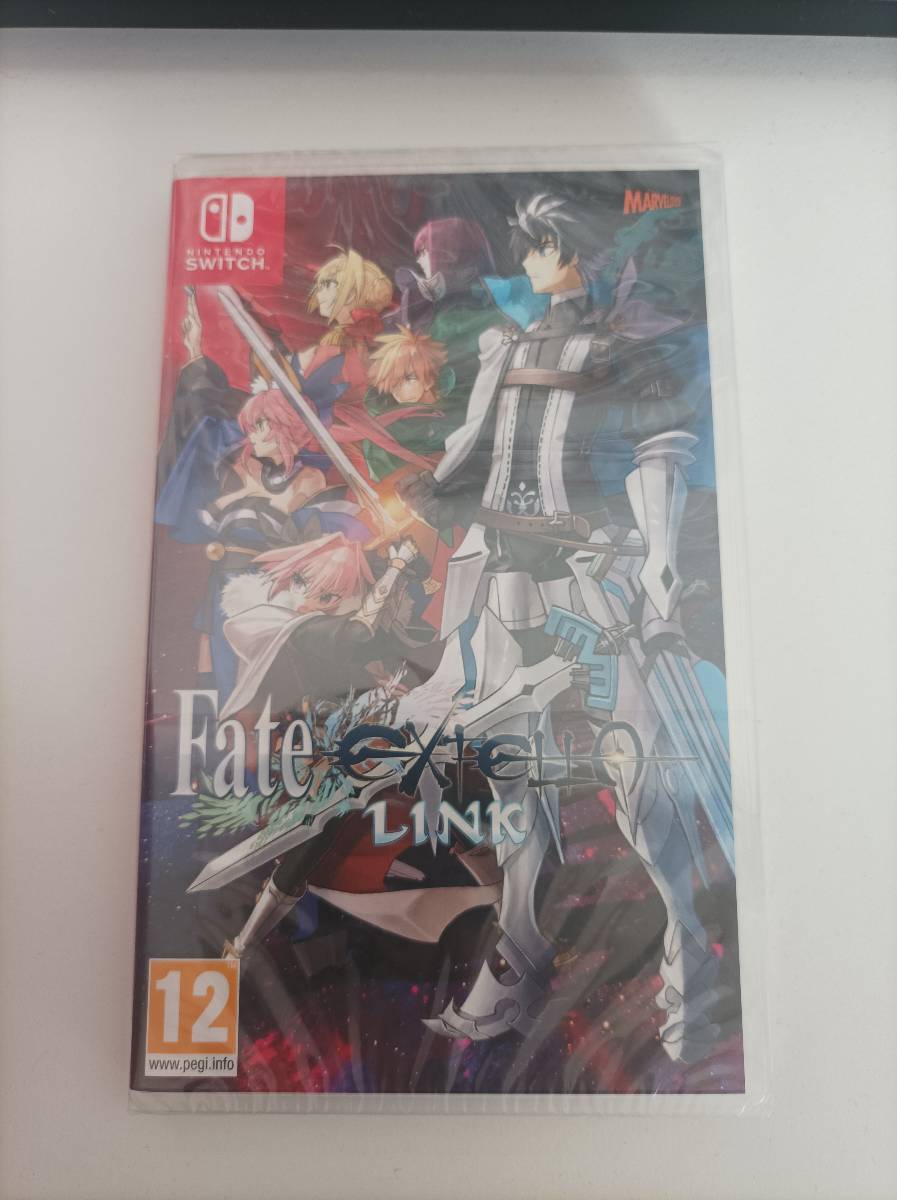 NINTENDO
SWITCH
MARVELOUS
Fate EXTELLA
LINK
12
www.pegi.info